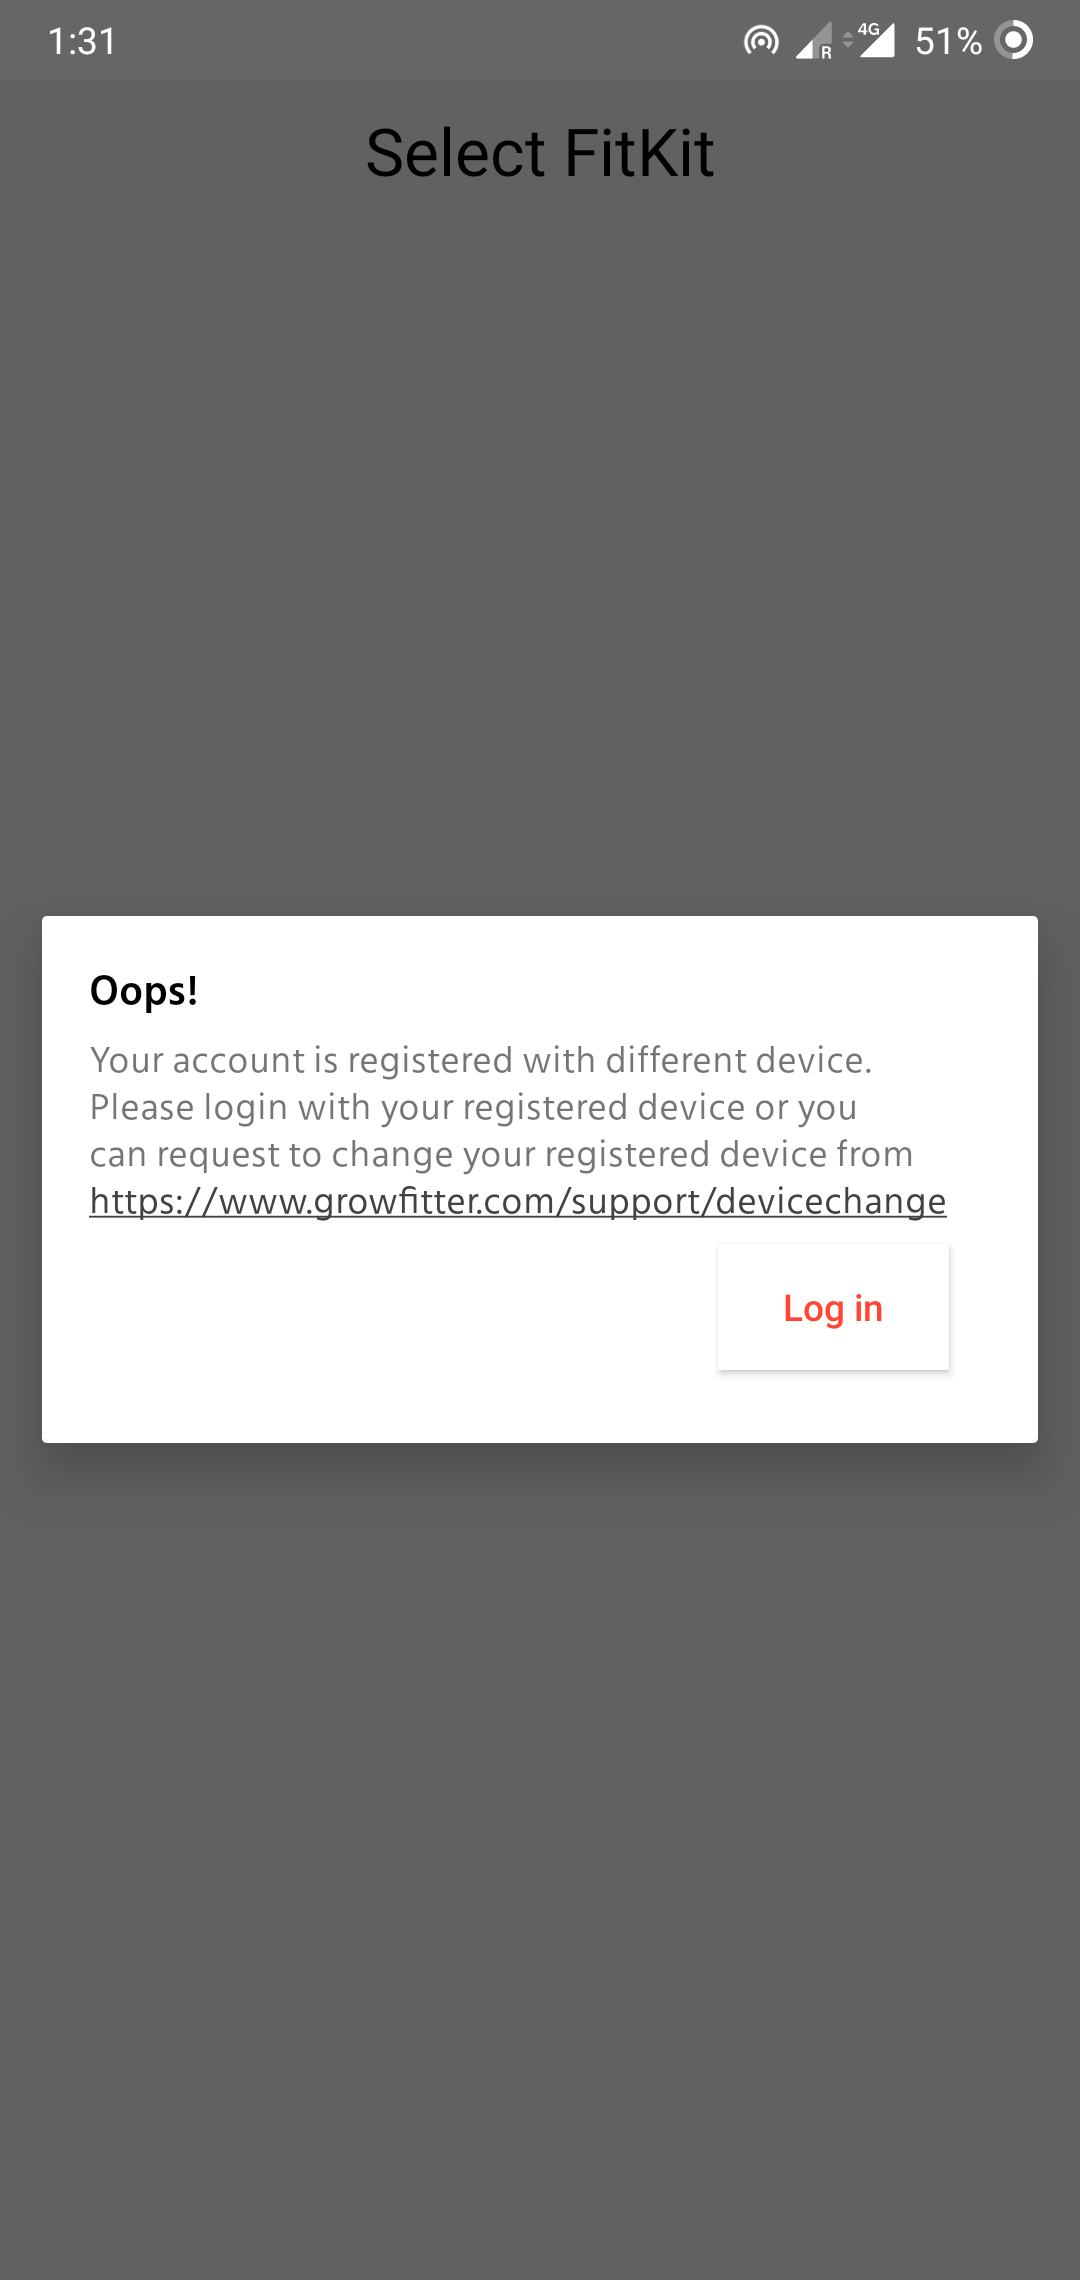 1:31
R
4G
51%
Select FitKit
Oops!
Your account is registered with different device.
Please login with your registered device or you
can request to change your registered device from
https://www.growfitter.com/support/devicechange
Log in